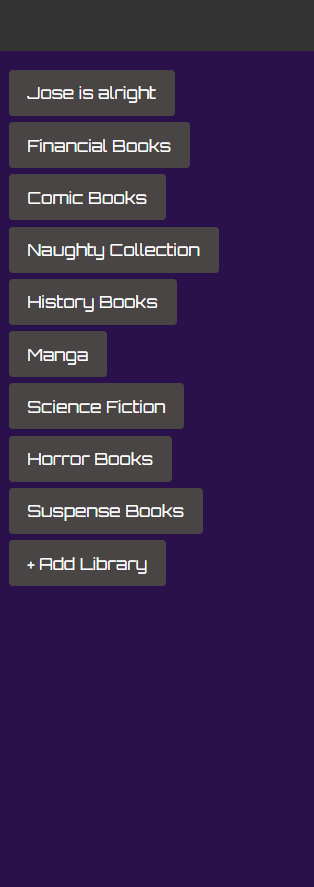 Jose is alright
Financial Books
Comic Books
Naughty Collection
History Books
Manga
Science Fiction
Horror Books
Suspense Books
+ Add Library